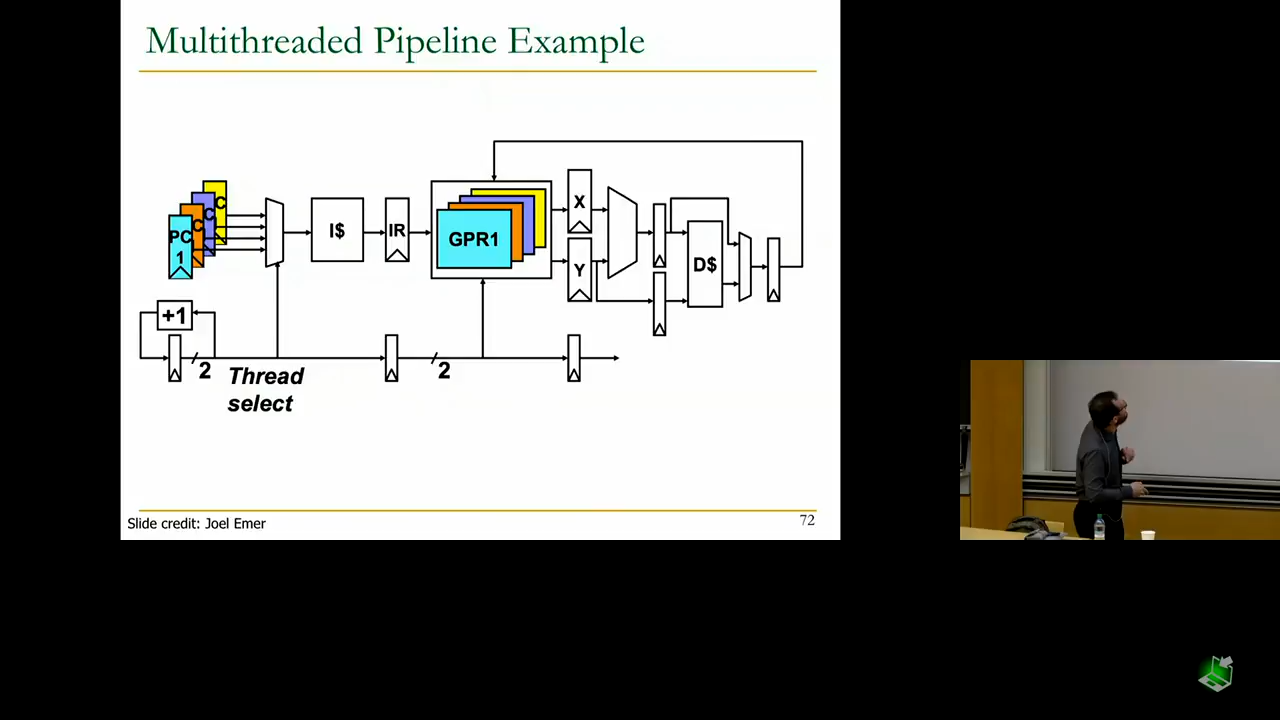 Multithreaded Pipeline Example
C
C
C
PC
1
I$
IR
GPR1
X
Y
D$
+1
2
Thread
select
2
Slide credit: Joel Emer
72